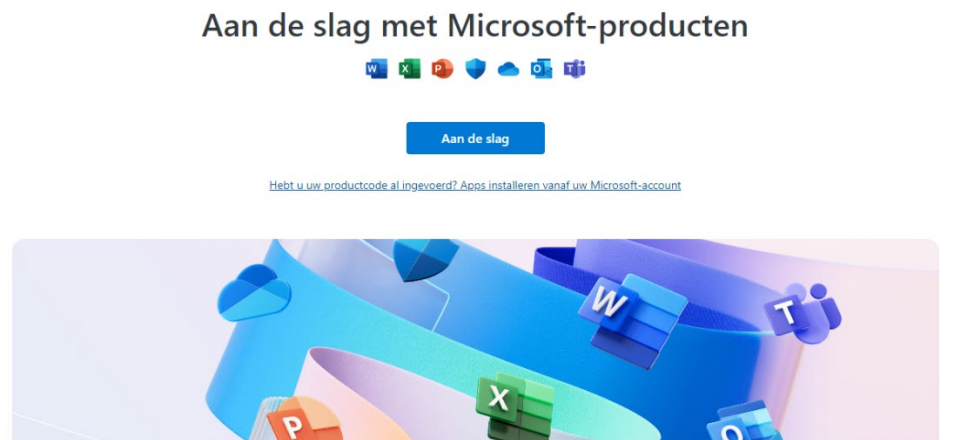 Aan de slag met Microsoft-producten
W X P O T
Aan de slag
Hebt u uw productcode al ingevoerd? Apps installeren vanaf uw Microsoft-account
W T
X
P O